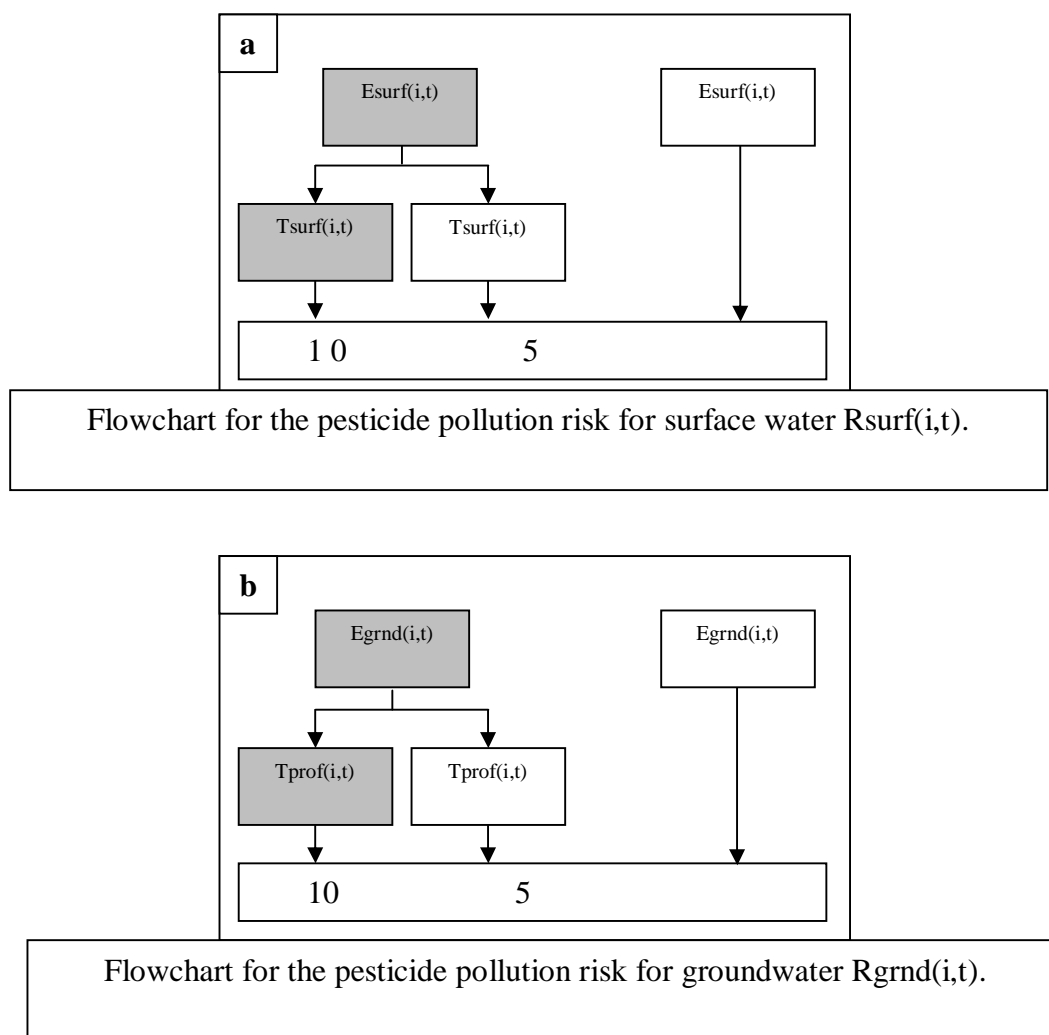 a
Esurf(i,t) Esurf(i,t)
Tsurf(i,t) Tsurf(i,t)
1 0 5
Flowchart for the pesticide pollution risk for surface water Rsurf(i,t).
b
Egrnd(i,t) Egrnd(i,t)
Tprof(i,t) Tprof(i,t)
10 5
Flowchart for the pesticide pollution risk for groundwater Rgrnd(i,t).